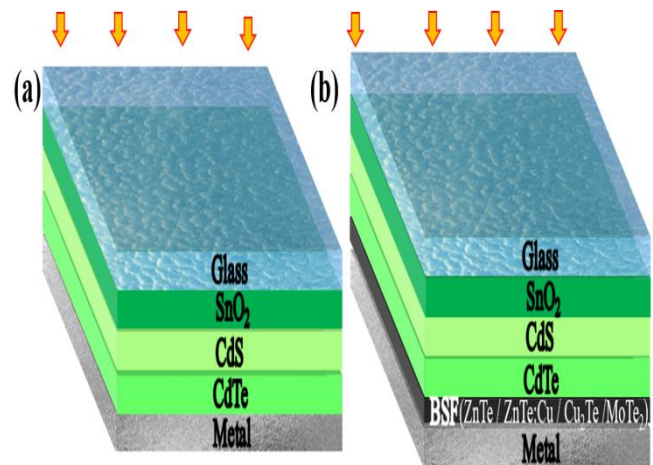 (a)
Glass
SnO₂
CdS
CdTe
Metal
(b)
Glass
SnO₂
CdS
CdTe
BSF(ZnTe / ZnTe:Cu / Cu₂Te /MoTe₂)
Metal